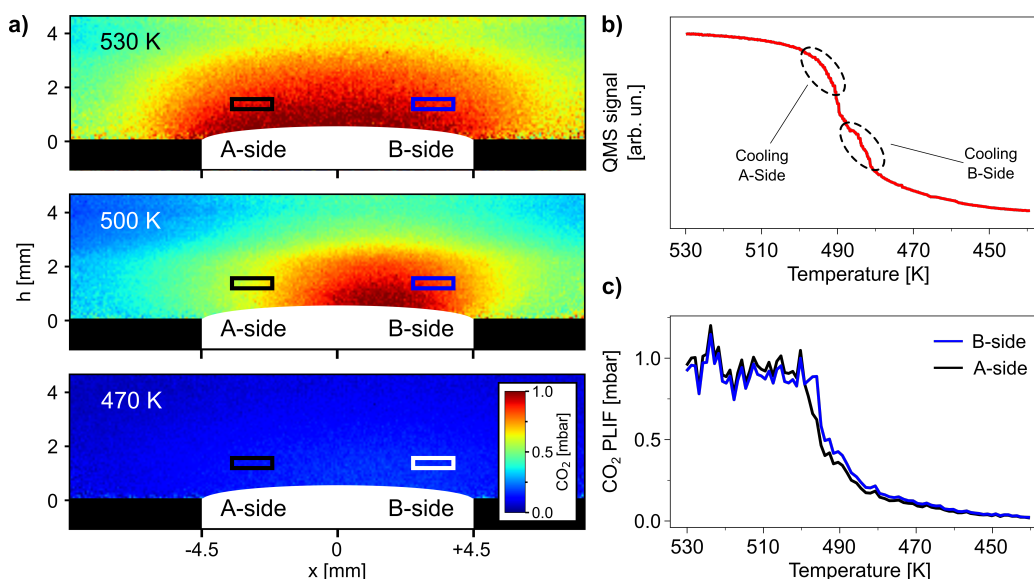 a)
530 K
4
2
0
A-side
B-side
500 K
4
2
0
h [mm]
A-side
B-side
470 K
4
2
0
1.0
0.5
0.0
CO2 [mbar]
A-side
B-side
-4.5
0
+4.5
x [mm]
b)
QMS signal
[arb. un.]
Cooling
A-Side
Cooling
B-Side
530
510
490
470
450
Temperature [K]
c)
CO2 PLIF [mbar]
1.0
0.5
0.0
B-side
A-side
530
510
490
470
450
Temperature [K]